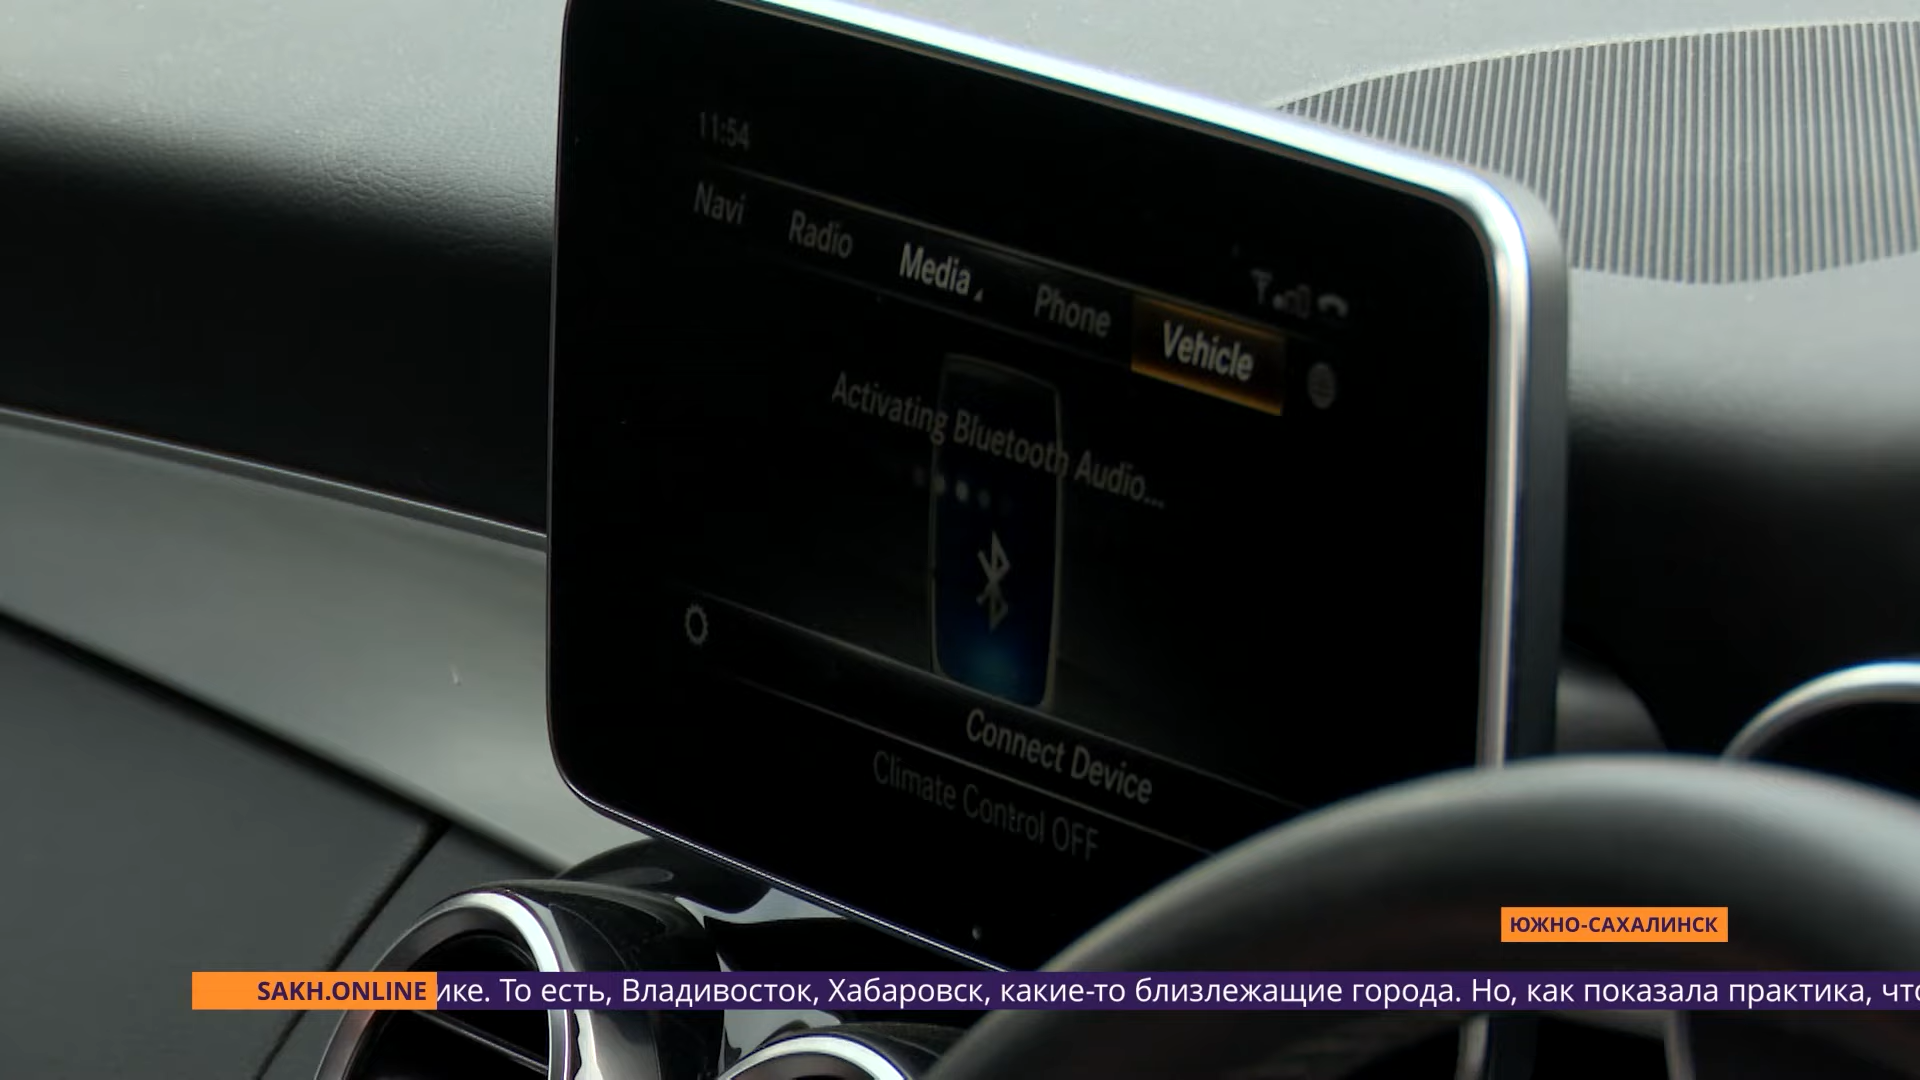 11:54
Navi Radio Media Phone Vehicle
Activating Bluetooth Audio...
Connect Device
Climate Control OFF
ЮЖНО-САХАЛИНСК
SAKH.ONLINE ике. То есть, Владивосток, Хабаровск, какие-то близлежащие города. Но, как показала практика, что